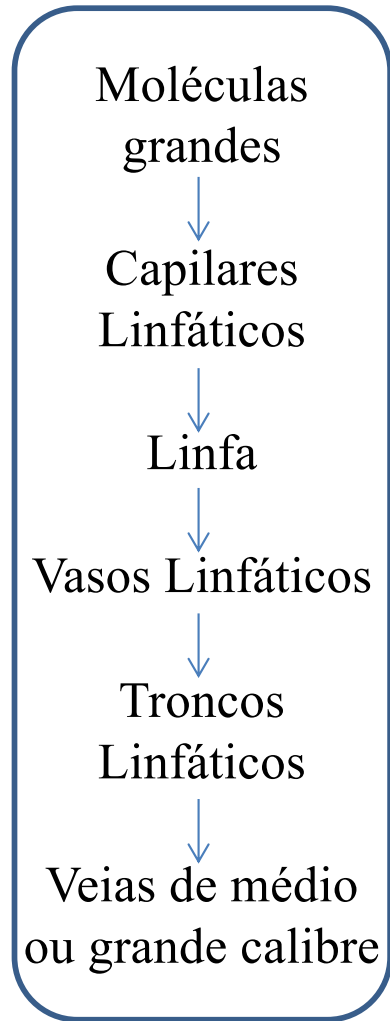 Moléculas
grandes
Capilares
Linfáticos
Linfa
Vasos Linfáticos
Troncos
Linfáticos
Veias de médio
ou grande calibre